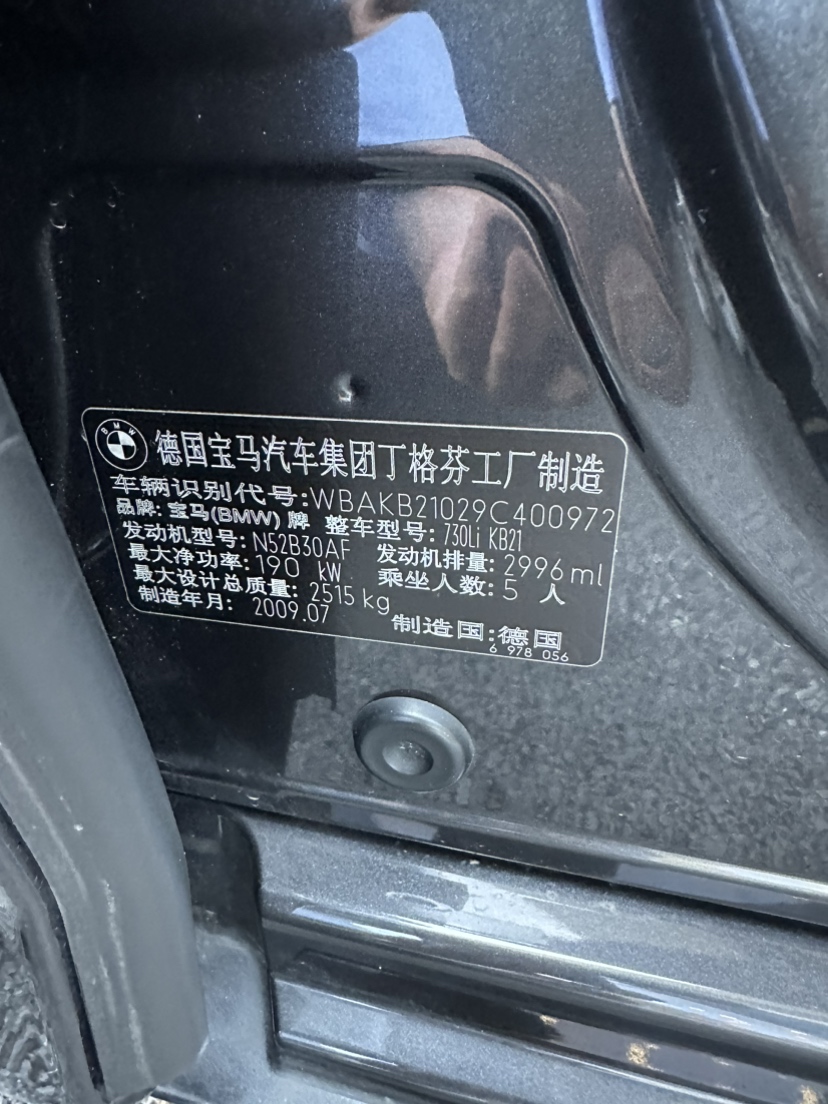 BMW
德国宝马汽车集团丁格芬工厂制造
车辆识别代号:WBAKB21029C400972
品牌: 宝马(BMW) 牌 整车型号: 730Li KB21
发动机型号: N52B30AF 发动机排量: 2996 ml
最大净功率: 190 kW 乘坐人数: 5 人
最大设计总质量: 2515 kg
制造年月: 2009.07 制造国:德国
6 978 056